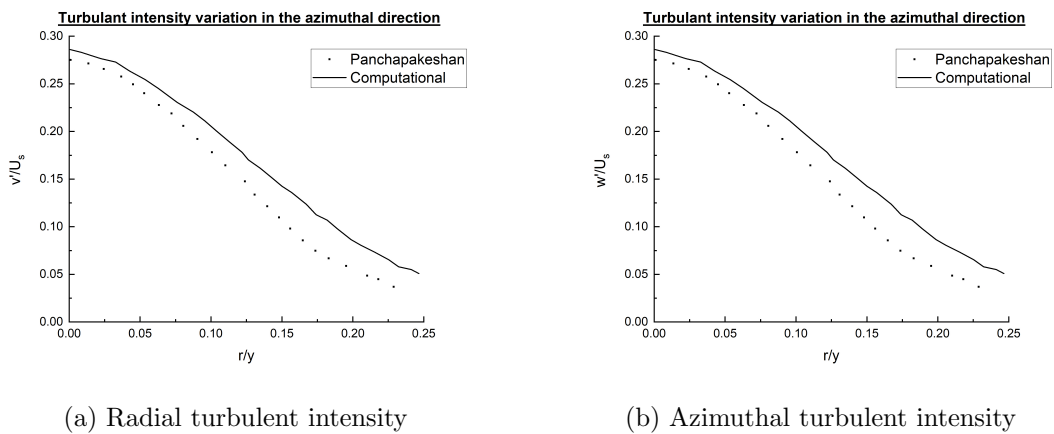 Turbulant intensity variation in the azimuthal direction
0.30
0.25
0.20
0.15
0.10
0.05
0.00
v'/Us
Panchapakeshan
Computational
0.00 0.05 0.10 0.15 0.20 0.25
r/y
(a) Radial turbulent intensity
Turbulant intensity variation in the azimuthal direction
0.30
0.25
0.20
0.15
0.10
0.05
0.00
w'/Us
Panchapakeshan
Computational
0.00 0.05 0.10 0.15 0.20 0.25
r/y
(b) Azimuthal turbulent intensity